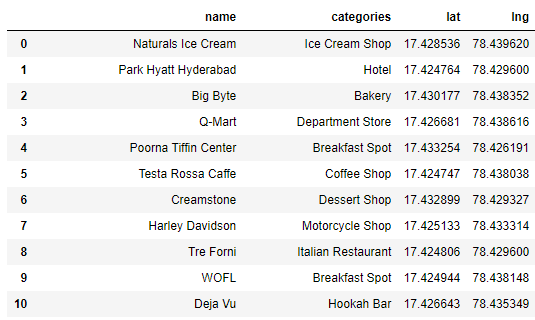 name categories lat lng
0 Naturals Ice Cream Ice Cream Shop 17.428536 78.439620
1 Park Hyatt Hyderabad Hotel 17.424764 78.429600
2 Big Byte Bakery 17.430177 78.438352
3 Q-Mart Department Store 17.426681 78.438616
4 Poorna Tiffin Center Breakfast Spot 17.433254 78.426191
5 Testa Rossa Caffe Coffee Shop 17.424747 78.438038
6 Creamstone Dessert Shop 17.432899 78.429327
7 Harley Davidson Motorcycle Shop 17.425133 78.433314
8 Tre Forni Italian Restaurant 17.424806 78.429600
9 WOFL Breakfast Spot 17.424944 78.438148
10 Deja Vu Hookah Bar 17.426643 78.435349